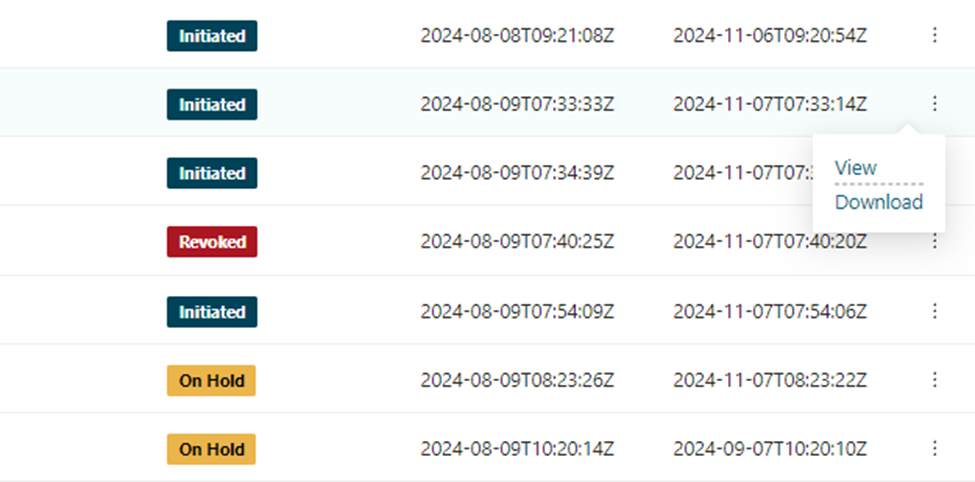 Initiated 2024-08-08T09:21:08Z 2024-11-06T09:20:54Z
Initiated 2024-08-09T07:33:33Z 2024-11-07T07:33:14Z
Initiated 2024-08-09T07:34:39Z 2024-11-07T07: View
Download
Revoked 2024-08-09T07:40:25Z 2024-11-07T07:40:20Z
Initiated 2024-08-09T07:54:09Z 2024-11-07T07:54:06Z
On Hold 2024-08-09T08:23:26Z 2024-11-07T08:23:22Z
On Hold 2024-08-09T10:20:14Z 2024-09-07T10:20:10Z